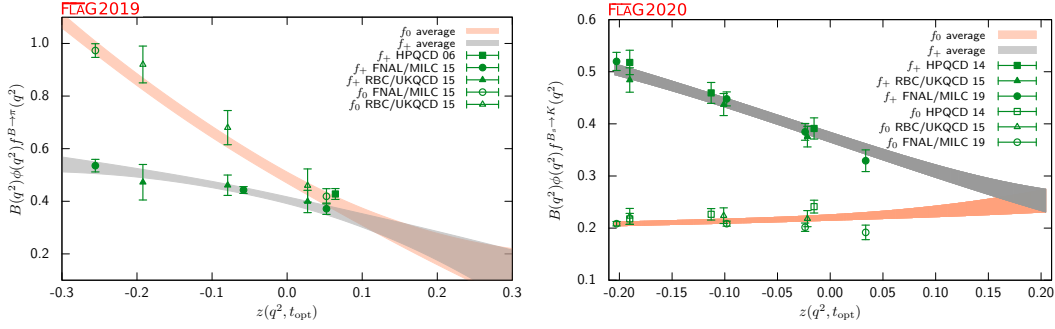 FLAG2019
f₀ average
f₊ average
f₊ HPQCD 06
f₊ FNAL/MILC 15
f₊ RBC/UKQCD 15
f₀ FNAL/MILC 15
f₀ RBC/UKQCD 15
1.0
0.8
0.6
0.4
0.2
-0.3 -0.2 -0.1 0.0 0.1 0.2 0.3
z(q², t_opt)
B(q²)φ(q²)f^{B→π}(q²)
FLAG2020
f₀ average
f₊ average
f₊ HPQCD 14
f₊ RBC/UKQCD 15
f₊ FNAL/MILC 19
f₀ HPQCD 14
f₀ RBC/UKQCD 15
f₀ FNAL/MILC 19
0.6
0.5
0.4
0.3
0.2
0.1
-0.20 -0.15 -0.10 -0.05 0.00 0.05 0.10 0.15 0.20
z(q², t_opt)
B(q²)φ(q²)f^{B_s→K}(q²)